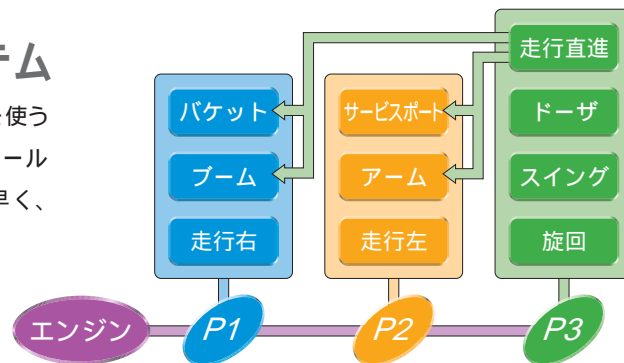 テム
を使う
ール
早く、
バケット
ブーム
走行右
サービスポート
アーム
走行左
走行直進
ドーザ
スイング
旋回
エンジン
P1
P2
P3